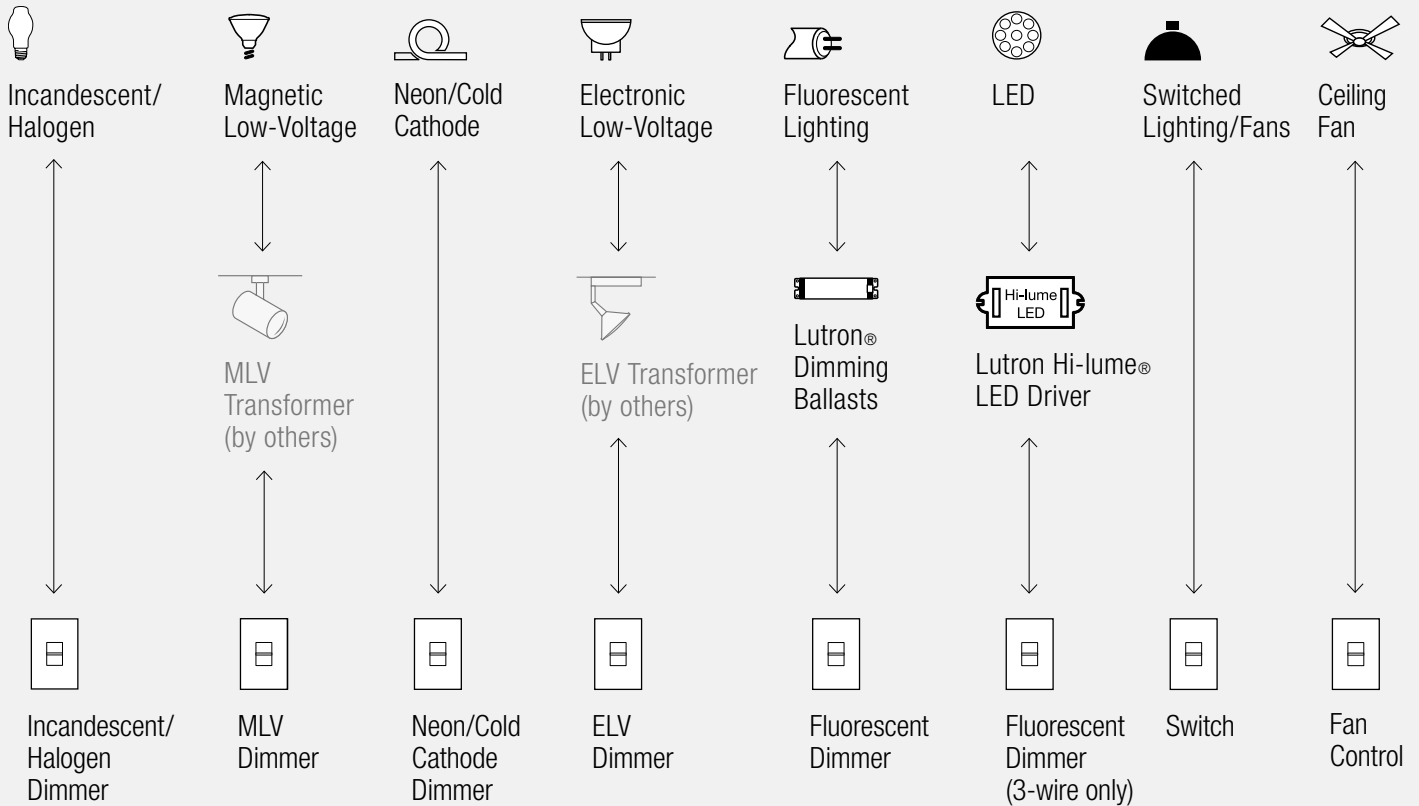 Incandescent/
Halogen
Magnetic
Low-Voltage
Neon/Cold
Cathode
Electronic
Low-Voltage
Fluorescent
Lighting
LED
Switched
Lighting/Fans
Ceiling
Fan
MLV
Transformer
(by others)
ELV Transformer
(by others)
Lutron®
Dimming
Ballasts
Hi-lume
LED
Lutron Hi-lume®
LED Driver
Incandescent/
Halogen
Dimmer
MLV
Dimmer
Neon/Cold
Cathode
Dimmer
ELV
Dimmer
Fluorescent
Dimmer
Fluorescent
Dimmer
(3-wire only)
Switch
Fan
Control